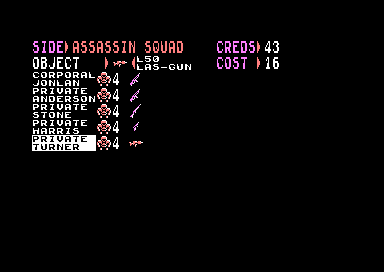 SIDE ASSASSIN SQUAD CREDS 43
OBJECT L50 LAS-GUN COST 16
CORPORAL JONLAN 4
PRIVATE ANDERSON 4
PRIVATE STONE 4
PRIVATE HARRIS 4
PRIVATE TURNER 4